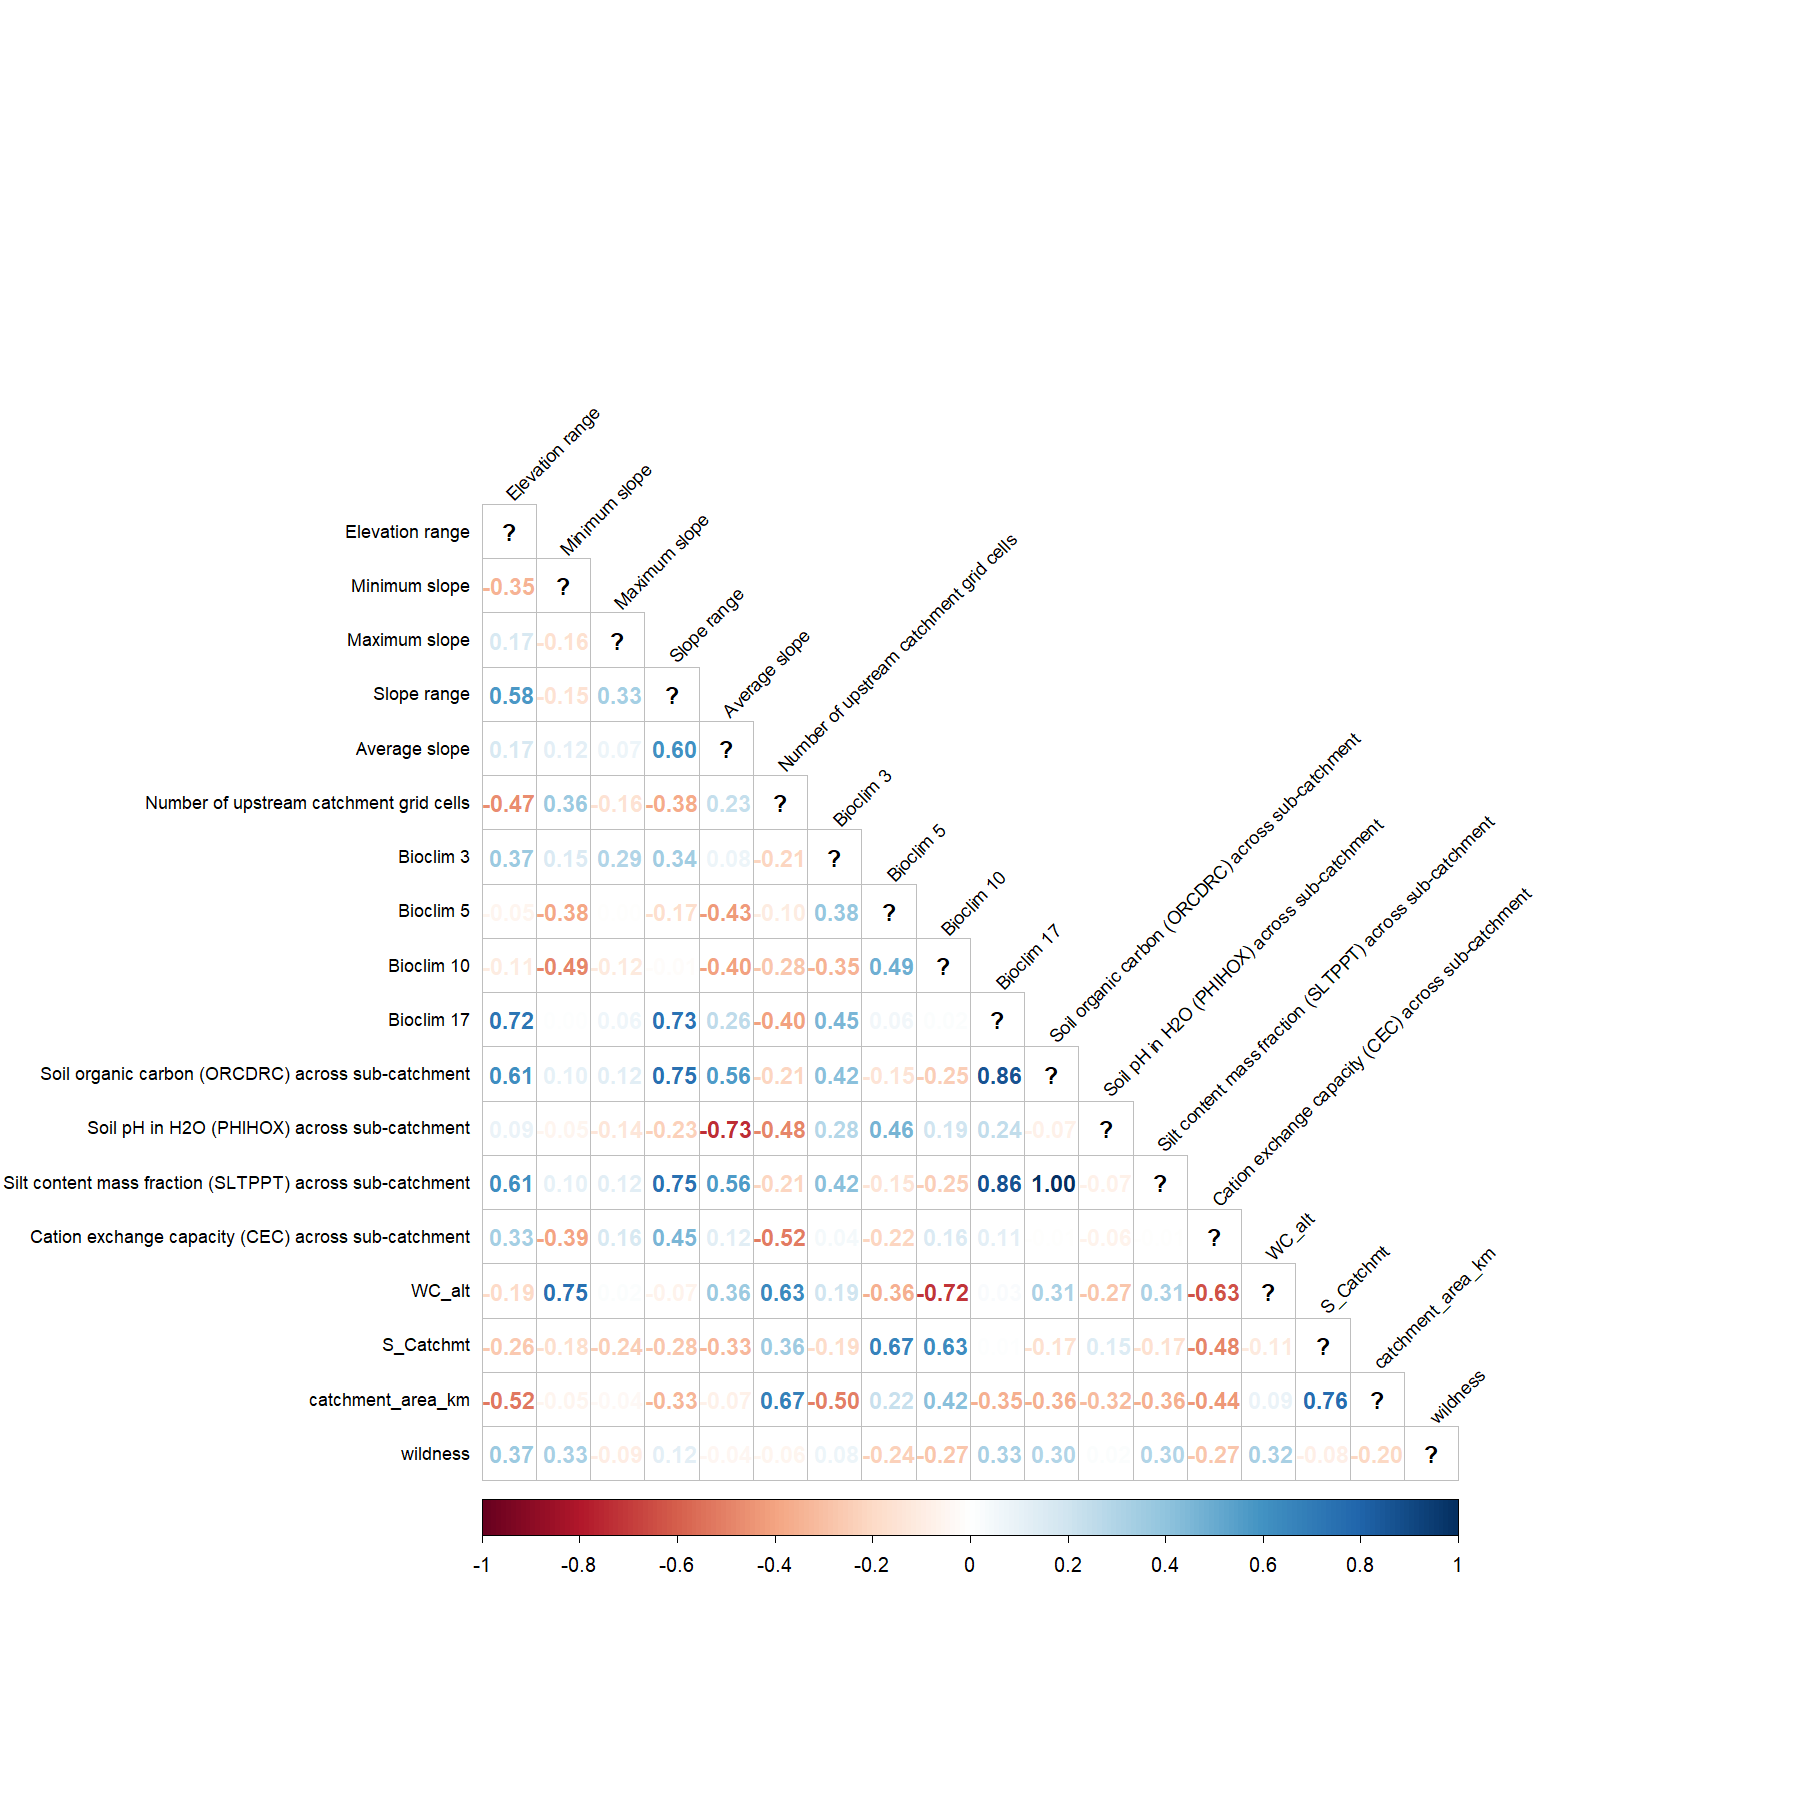 Elevation range
Minimum slope
Maximum slope
Slope range
Average slope
Number of upstream catchment grid cells
Bioclim 3
Bioclim 5
Bioclim 10
Bioclim 17
Soil organic carbon (ORCDRC) across sub-catchment
Soil pH in H2O (PHIHOX) across sub-catchment
Silt content mass fraction (SLTPPT) across sub-catchment
Cation exchange capacity (CEC) across sub-catchment
WC_alt
S_Catchmt
catchment_area_km
wildness
Elevation range ?
Minimum slope -0.35 ?
Maximum slope 0.17 -0.16 ?
Slope range 0.58 -0.15 0.33 ?
Average slope 0.17 0.12 0.07 0.60 ?
Number of upstream catchment grid cells -0.47 0.36 -0.16 -0.38 0.23 ?
Bioclim 3 0.37 0.15 0.29 0.34 0.08 -0.21 ?
Bioclim 5 -0.05 -0.38 -0.17 -0.43 -0.10 0.38 ?
Bioclim 10 -0.11 -0.49 -0.12 -0.40 -0.28 -0.35 0.49 ?
Bioclim 17 0.72 0.06 0.73 0.26 -0.40 0.45 0.06 ?
Soil organic carbon (ORCDRC) across sub-catchment 0.61 0.10 0.12 0.75 0.56 -0.21 0.42 -0.15 -0.25 0.86 ?
Soil pH in H2O (PHIHOX) across sub-catchment 0.09 -0.05 -0.14 -0.23 -0.73 -0.48 0.28 0.46 0.19 0.24 -0.07 ?
Silt content mass fraction (SLTPPT) across sub-catchment 0.61 0.10 0.12 0.75 0.56 -0.21 0.42 -0.15 -0.25 0.86 1.00 -0.07 ?
Cation exchange capacity (CEC) across sub-catchment 0.33 -0.39 0.16 0.45 0.12 -0.52 0.04 -0.22 0.16 0.11 -0.06 ?
WC_alt -0.19 0.75 -0.07 0.36 0.63 0.19 -0.36 -0.72 0.31 -0.27 0.31 -0.63 ?
S_Catchmt -0.26 -0.18 -0.24 -0.28 -0.33 0.36 -0.19 0.67 0.63 -0.17 0.15 -0.17 -0.48 -0.11 ?
catchment_area_km -0.52 -0.05 -0.04 -0.33 -0.07 0.67 -0.50 0.22 0.42 -0.35 -0.36 -0.32 -0.36 -0.44 0.09 0.76 ?
wildness 0.37 0.33 -0.09 0.12 -0.04 -0.06 0.08 -0.24 -0.27 0.33 0.30 0.30 -0.27 0.32 -0.08 -0.20 ?
-1 -0.8 -0.6 -0.4 -0.2 0 0.2 0.4 0.6 0.8 1